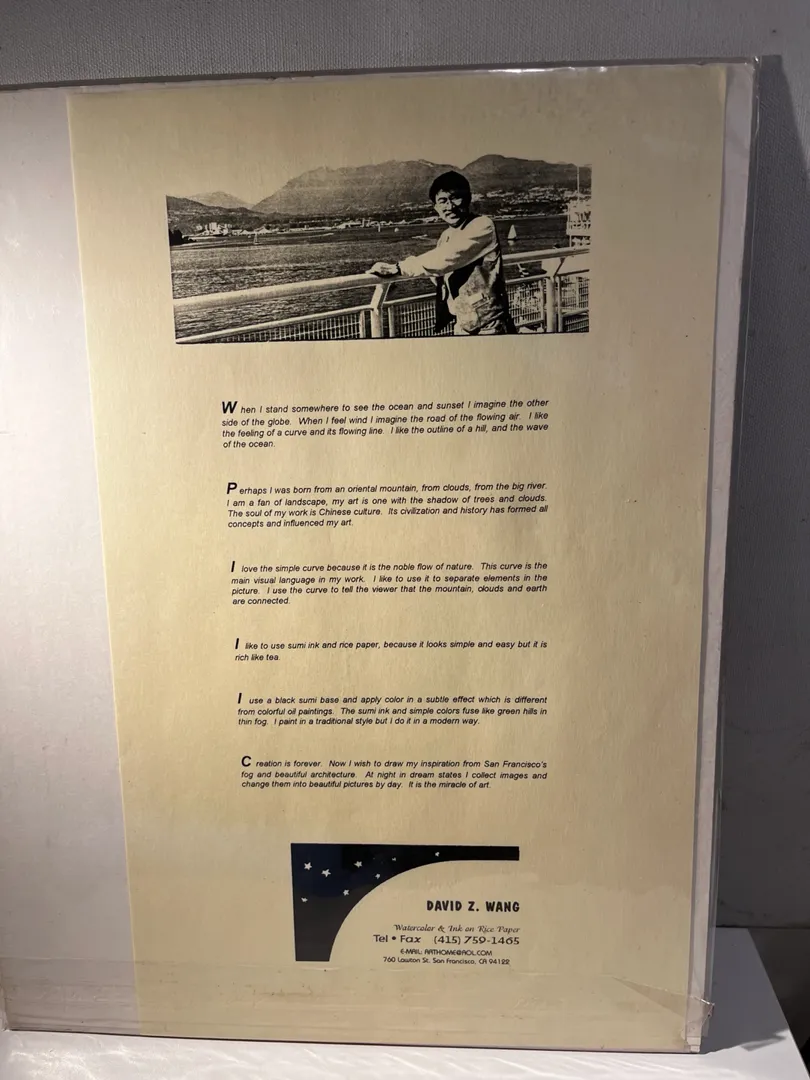 When I stand somewhere to see the ocean and sunset I imagine the other
side of the globe. When I feel wind I imagine the road of the flowing air. I like
the feeling of a curve and its flowing line. I like the outline of a hill, and the wave
of the ocean.
Perhaps I was born from an oriental mountain, from clouds, from the big river.
I am a fan of landscape, my art is one with the shadow of trees and clouds.
The soul of my work is Chinese culture. Its civilization and history has formed all
concepts and influenced my art.
I love the simple curve because it is the noble flow of nature. This curve is the
main visual language in my work. I like to use it to separate elements in the
picture. I use the curve to tell the viewer that the mountain, clouds and earth
are connected.
I like to use sumi ink and rice paper, because it looks simple and easy but it is
rich like tea.
I use a black sumi base and apply color in a subtle effect which is different
from colorful oil paintings. The sumi ink and simple colors fuse like green hills in
thin fog. I paint in a traditional style but I do it in a modern way.
Creation is forever. Now I wish to draw my inspiration from San Francisco's
fog and beautiful architecture. At night in dream states I collect images and
change them into beautiful pictures by day. It is the miracle of art.
DAVID Z. WANG
Watercolor & Ink on Rice Paper
Tel • Fax (415) 759-1465
E-MAIL: ARTHOME@AOL.COM
760 Lawton St. San Francisco, CA 94122